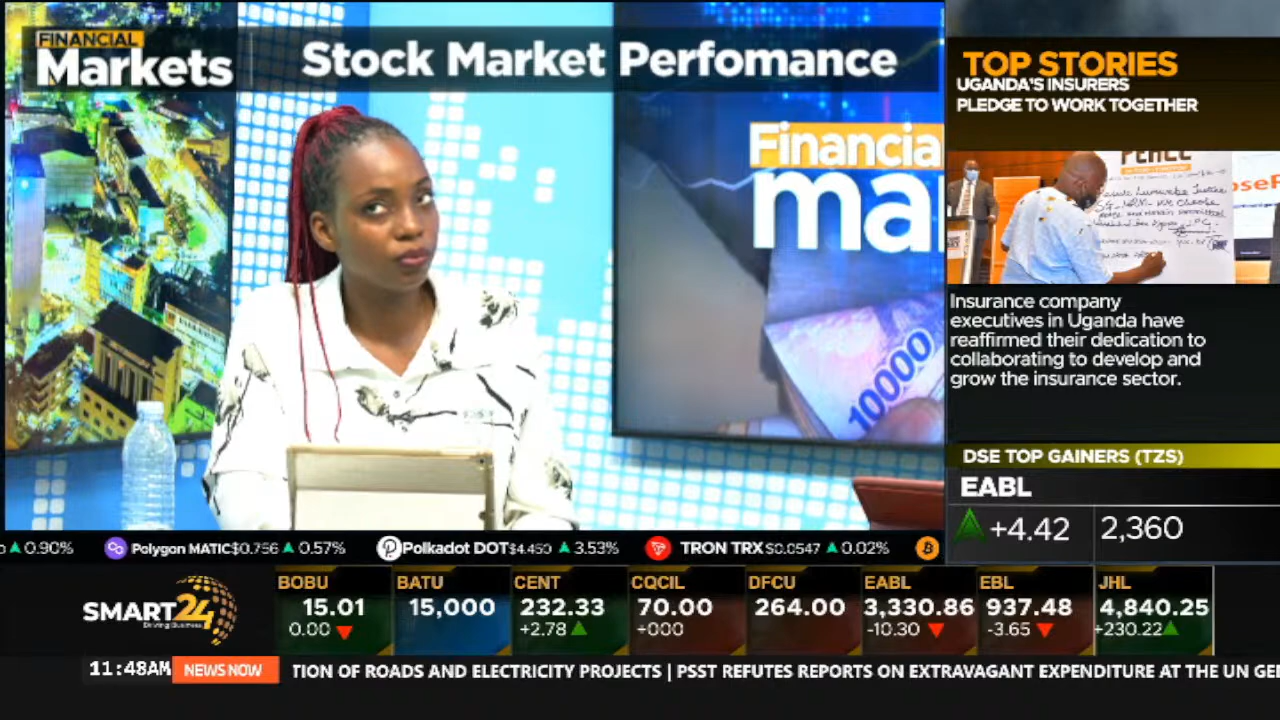 FINANCIAL
Markets
Stock Market Perfomance
Financia
ma
10000
TOP STORIES
UGANDA'S INSURERS
PLEDGE TO WORK TOGETHER
Insurance company
executives in Uganda have
reaffirmed their dedication to
collaborating to develop and
grow the insurance sector.
DSE TOP GAINERS (TZS)
EABL
+4.42 2,360
0.90% Polygon MATIC $0.756 0.57% Polkadot DOT $4.450 3.53% TRON TRX $0.0547 0.02%
SMART24
Driving Business
BOBU BATU CENT CQCIL DFCU EABL EBL JHL
15.01 15,000 232.33 70.00 264.00 3,330.86 937.48 4,840.25
0.00 +2.78 +000 -10.30 -3.65 +230.22
11:48AM NEWS NOW TION OF ROADS AND ELECTRICITY PROJECTS | PSST REFUTES REPORTS ON EXTRAVAGANT EXPENDITURE AT THE UN GE